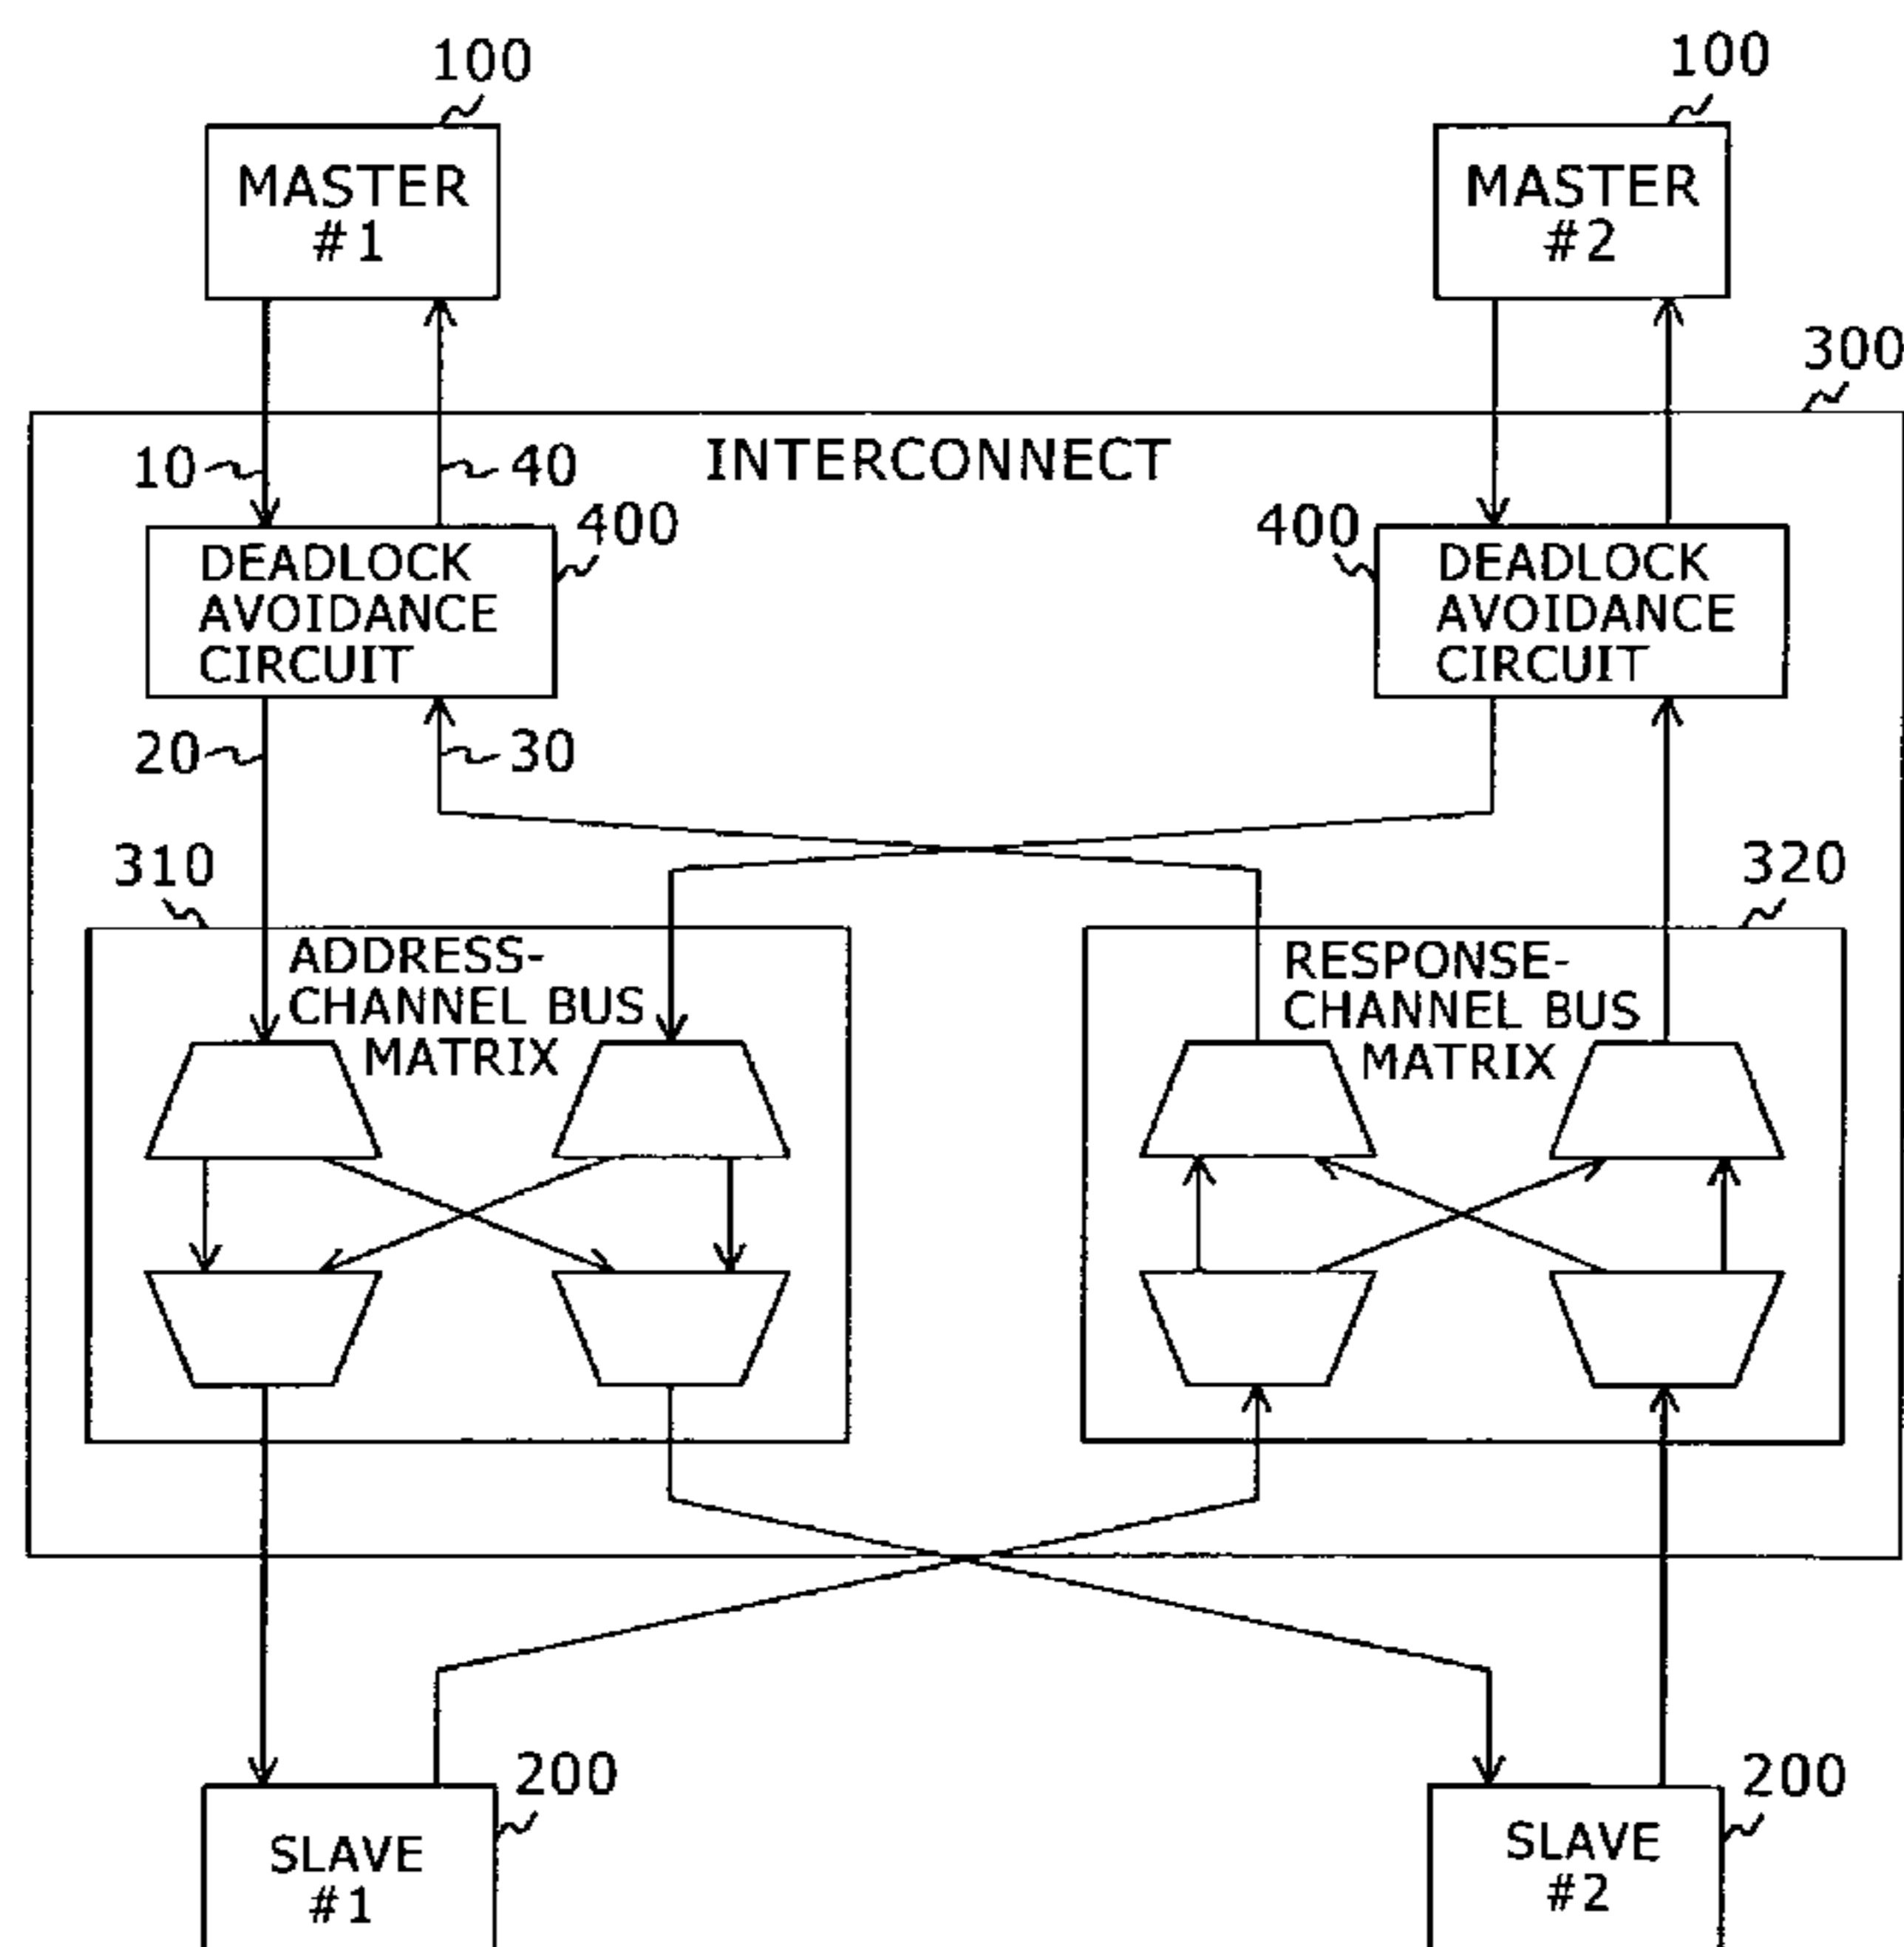 100
100
MASTER
#1
MASTER
#2
300
INTERCONNECT
10
40
400
400
DEADLOCK
AVOIDANCE
CIRCUIT
DEADLOCK
AVOIDANCE
CIRCUIT
20
30
310
320
ADDRESS-
CHANNEL BUS
MATRIX
RESPONSE-
CHANNEL BUS
MATRIX
200
200
SLAVE
#1
SLAVE
#2